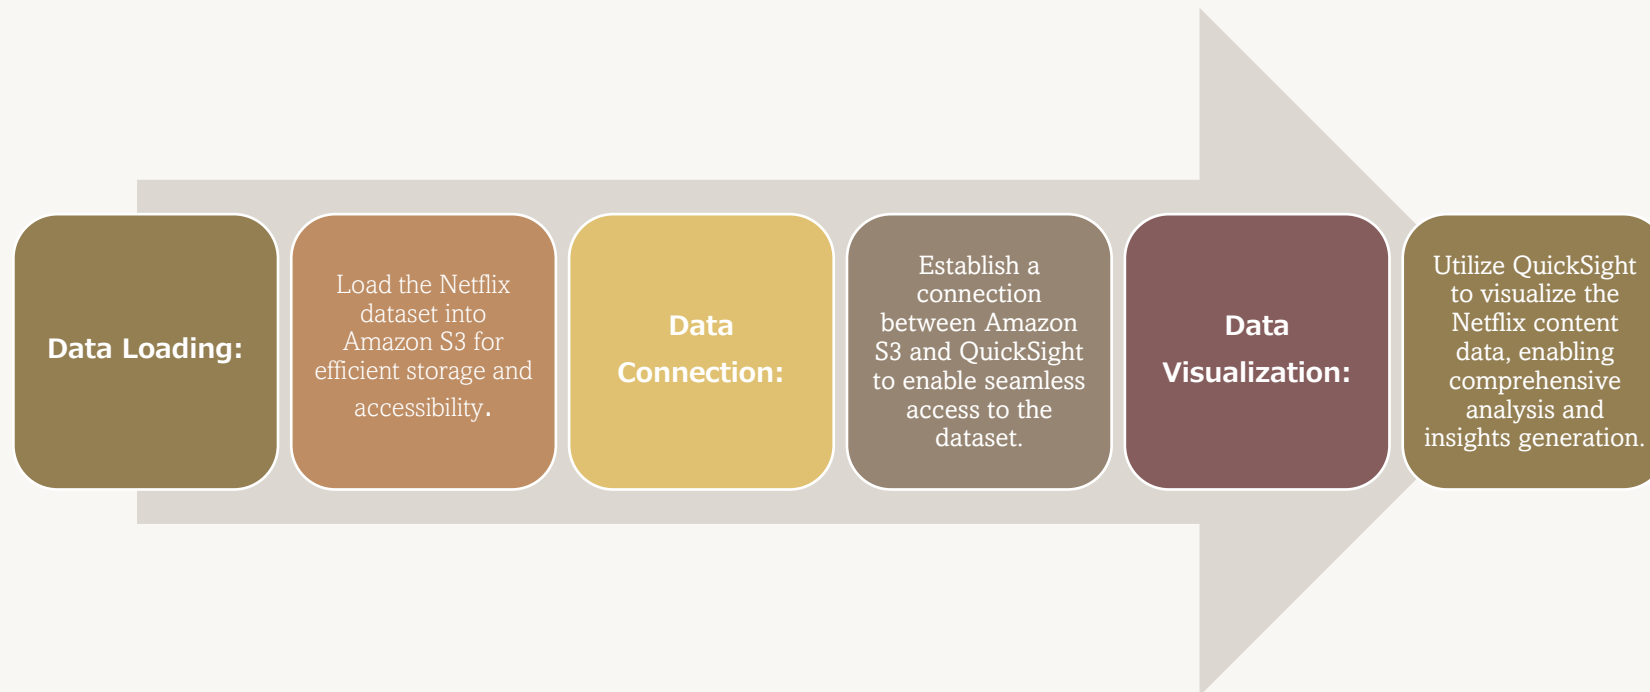 Data Loading:
Load the Netflix
dataset into
Amazon S3 for
efficient storage and
accessibility.
Data
Connection:
Establish a
connection
between Amazon
S3 and QuickSight
to enable seamless
access to the
dataset.
Data
Visualization:
Utilize QuickSight
to visualize the
Netflix content
data, enabling
comprehensive
analysis and
insights generation.